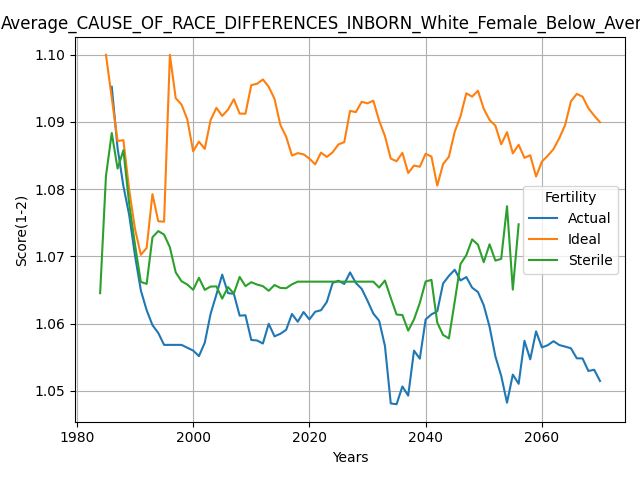 Average_CAUSE_OF_RACE_DIFFERENCES_INBORN_White_Female_Below_Aver
1.10
1.09
1.08
1.07
1.06
1.05
Score(1-2)
Fertility
Actual
Ideal
Sterile
1980
2000
2020
2040
2060
Years